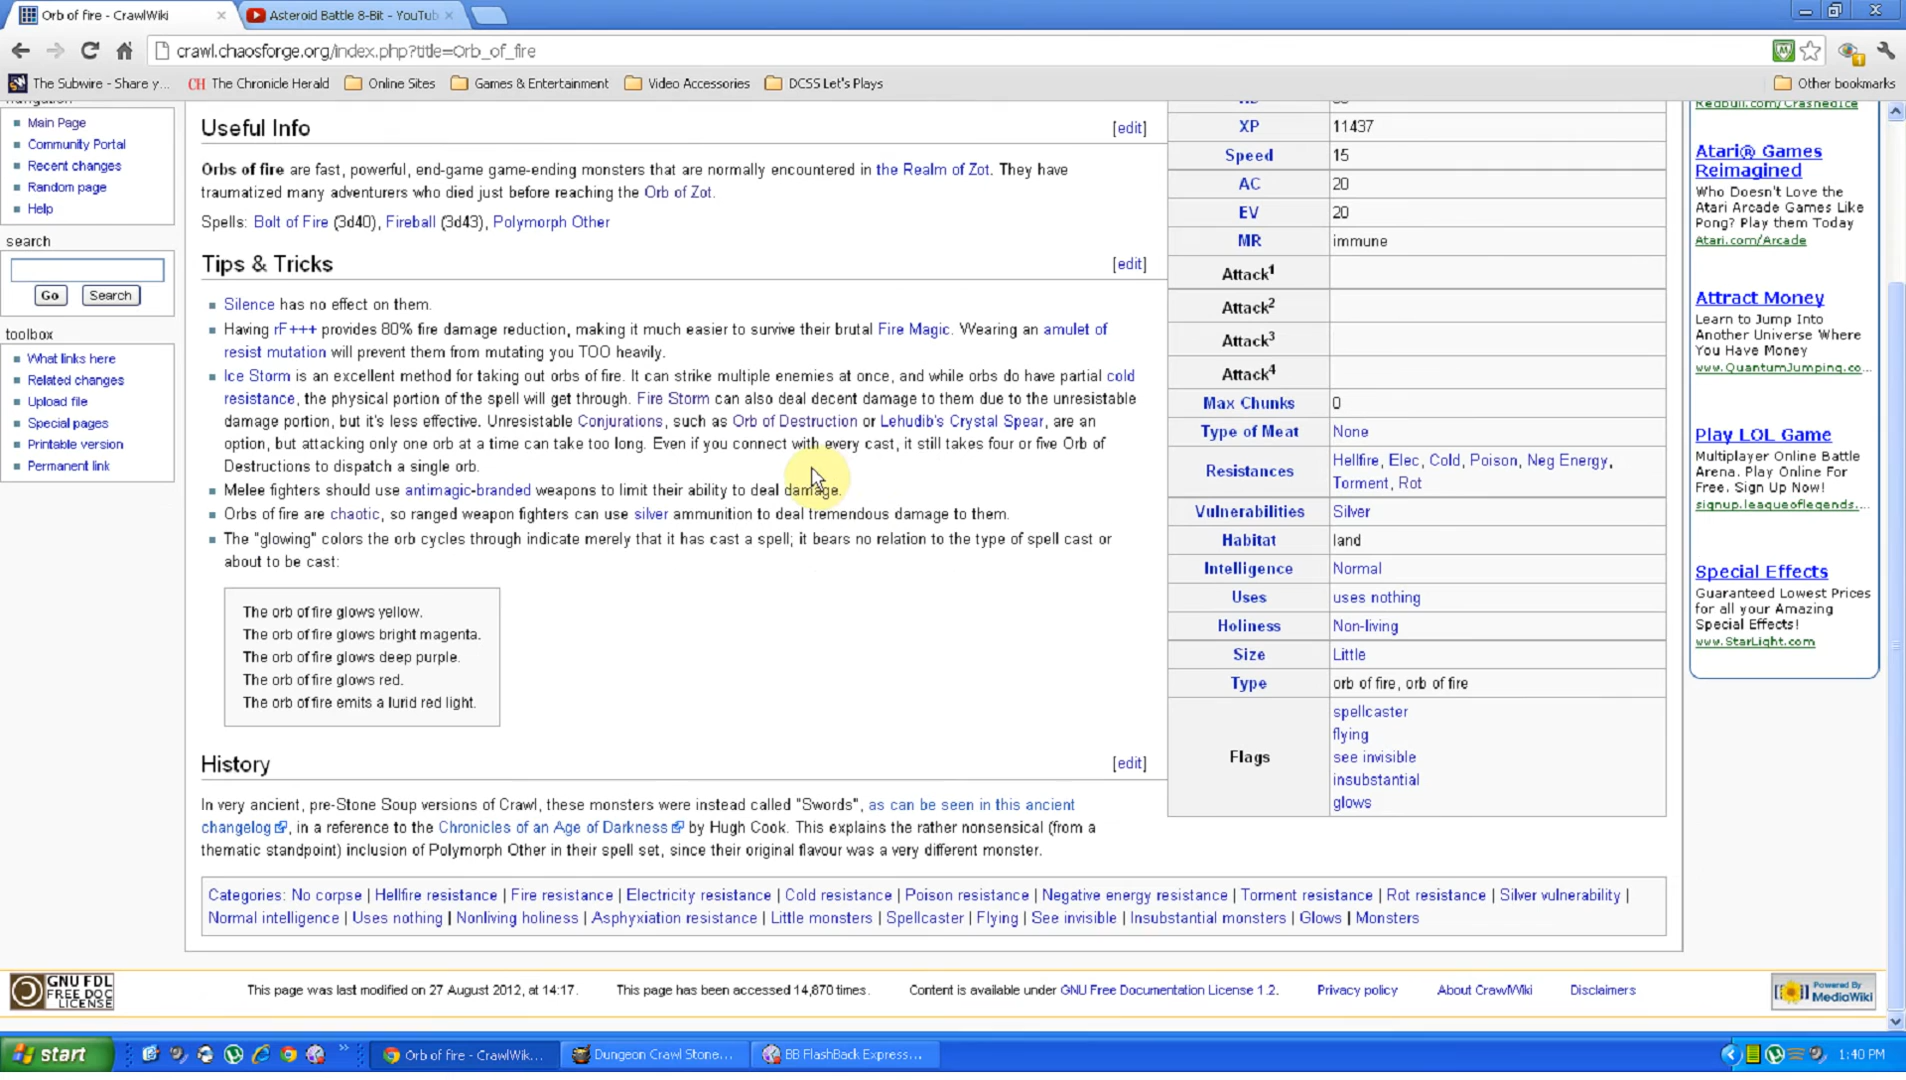 Orb of fire - CrawlWiki
Asteroid Battle 8-Bit - YouTub
crawl.chaosforge.org/index.php?title=Orb_of_fire
The Subwire - Share y...
CH The Chronicle Herald
Online Sites
Games & Entertainment
Video Accessories
DCSS Let's Plays
Other bookmarks
Main Page
Community Portal
Recent changes
Random page
Help
search
Go
Search
toolbox
What links here
Related changes
Upload file
Special pages
Printable version
Permanent link
Useful Info
[edit]
Orbs of fire are fast, powerful, end-game game-ending monsters that are normally encountered in the Realm of Zot. They have
traumatized many adventurers who died just before reaching the Orb of Zot.
Spells: Bolt of Fire (3d40), Fireball (3d43), Polymorph Other
Tips & Tricks
[edit]
Silence has no effect on them.
Having rF+++ provides 80% fire damage reduction, making it much easier to survive their brutal Fire Magic. Wearing an amulet of
resist mutation will prevent them from mutating you TOO heavily.
Ice Storm is an excellent method for taking out orbs of fire. It can strike multiple enemies at once, and while orbs do have partial cold
resistance, the physical portion of the spell will get through. Fire Storm can also deal decent damage to them due to the unresistable
damage portion, but it's less effective. Unresistable Conjurations, such as Orb of Destruction or Lehudib's Crystal Spear, are an
option, but attacking only one orb at a time can take too long. Even if you connect with every cast, it still takes four or five Orb of
Destructions to dispatch a single orb.
Melee fighters should use antimagic-branded weapons to limit their ability to deal damage.
Orbs of fire are chaotic, so ranged weapon fighters can use silver ammunition to deal tremendous damage to them.
The "glowing" colors the orb cycles through indicate merely that it has cast a spell; it bears no relation to the type of spell cast or
about to be cast:
The orb of fire glows yellow.
The orb of fire glows bright magenta.
The orb of fire glows deep purple.
The orb of fire glows red.
The orb of fire emits a lurid red light.
History
[edit]
In very ancient, pre-Stone Soup versions of Crawl, these monsters were instead called "Swords", as can be seen in this ancient
changelog, in a reference to the Chronicles of an Age of Darkness by Hugh Cook. This explains the rather nonsensical (from a
thematic standpoint) inclusion of Polymorph Other in their spell set, since their original flavour was a very different monster.
XP 11437
Speed 15
AC 20
EV 20
MR immune
Attack1
Attack2
Attack3
Attack4
Max Chunks 0
Type of Meat None
Resistances Hellfire, Elec, Cold, Poison, Neg Energy,
Torment, Rot
Vulnerabilities Silver
Habitat land
Intelligence Normal
Uses uses nothing
Holiness Non-living
Size Little
Type orb of fire, orb of fire
Flags
spellcaster
flying
see invisible
insubstantial
glows
Redbull.com/CrashedIce
Atari® Games
Reimagined
Who Doesn't Love the
Atari Arcade Games Like
Pong? Play them Today
Atari.com/Arcade
Attract Money
Learn to Jump Into
Another Universe Where
You Have Money
www.QuantumJumping.co...
Play LOL Game
Multiplayer Online Battle
Arena. Play Online For
Free. Sign Up Now!
signup.leagueoflegends....
Special Effects
Guaranteed Lowest Prices
for all your Amazing
Special Effects!
www.StarLight.com
Categories: No corpse | Hellfire resistance | Fire resistance | Electricity resistance | Cold resistance | Poison resistance | Negative energy resistance | Torment resistance | Rot resistance | Silver vulnerability |
Normal intelligence | Uses nothing | Nonliving holiness | Asphyxiation resistance | Little monsters | Spellcaster | Flying | See invisible | Insubstantial monsters | Glows | Monsters
GNU FDL
FREE DOC
LICENSE
This page was last modified on 27 August 2012, at 14:17.
This page has been accessed 14,870 times.
Content is available under GNU Free Documentation License 1.2.
Privacy policy
About CrawlWiki
Disclaimers
Powered By
MediaWiki
start
Orb of fire - CrawlWik...
Dungeon Crawl Stone...
BB FlashBack Express...
1:40 PM